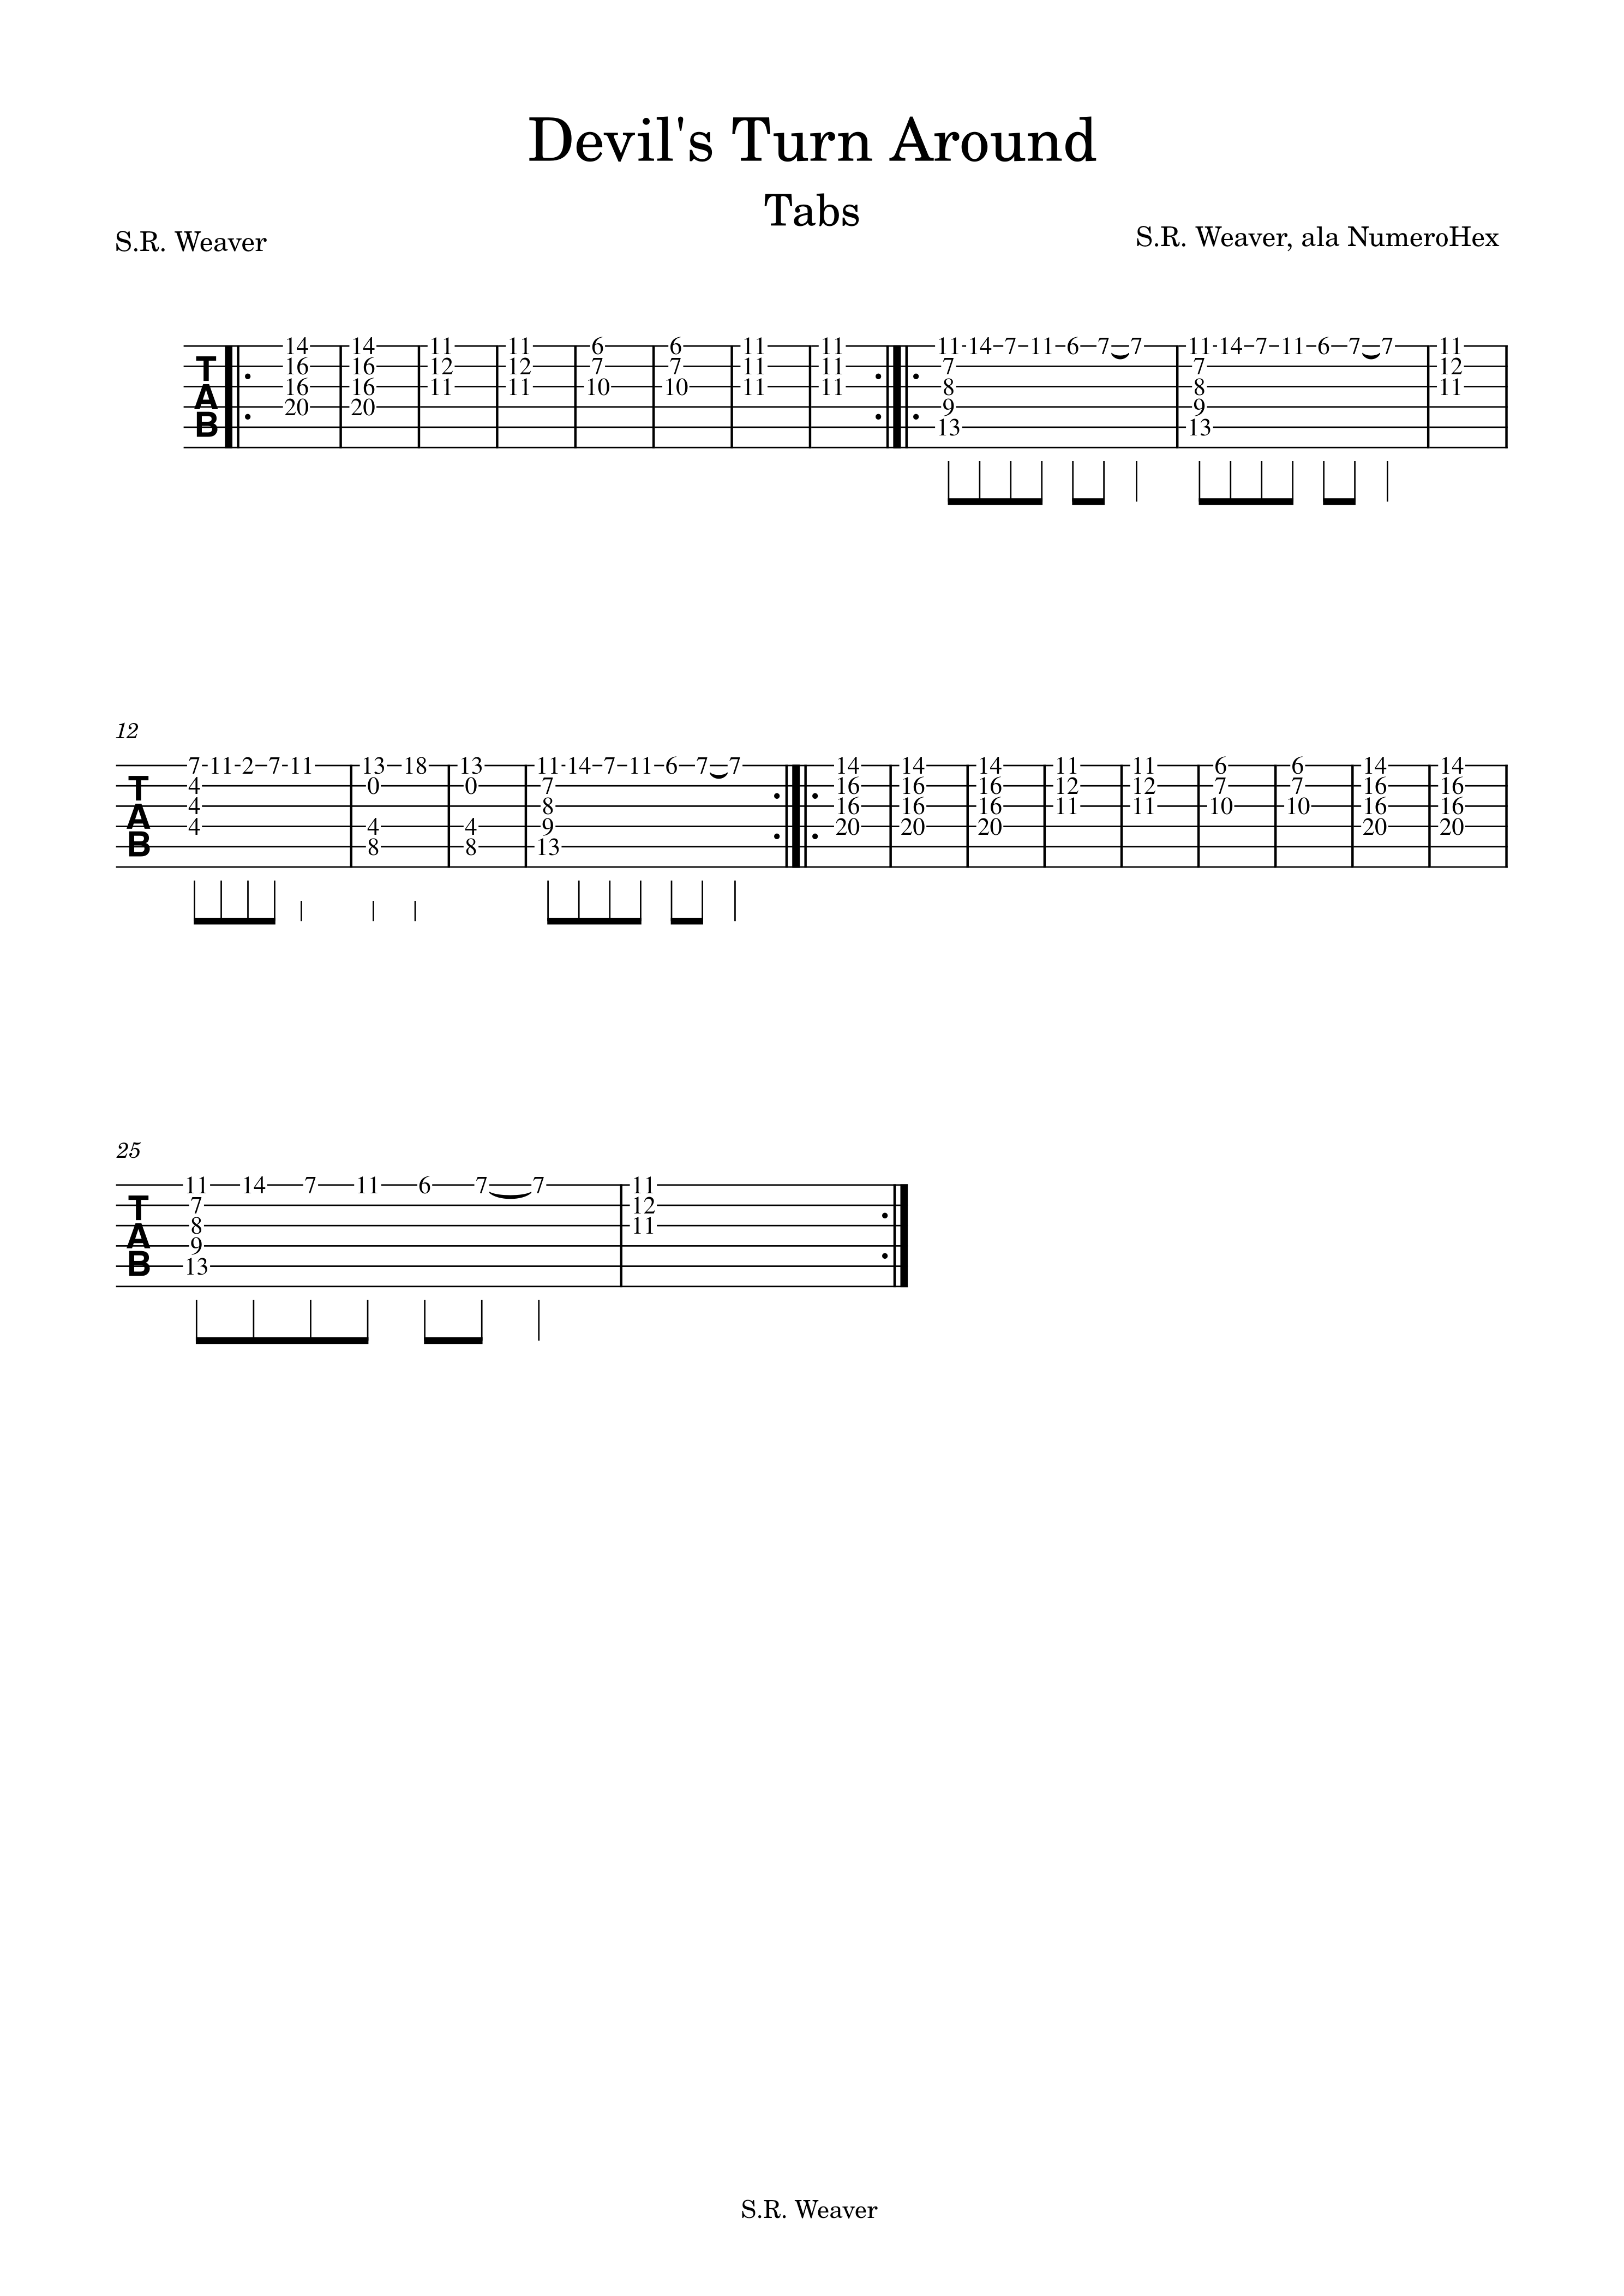 Devil's Turn Around
Tabs
S.R. Weaver
S.R. Weaver, ala NumeroHex
14 14 11 11 6 6 11 11 11 14 7 11 6 7 7 11 14 7 11 6 7 7 11
T 16 16 12 12 7 7 11 11 7 7 12
A 16 16 11 11 10 10 11 11 8 8 11
B 20 20 9 9
13 13
12
7 11 2 7 11 13 18 13 11 14 7 11 6 7 7 14 14 14 11 11 6 6 14 14
T 4 0 0 7 16 16 16 12 12 7 7 16 16
A 4 8 16 16 16 11 11 10 10 16 16
B 4 4 4 9 20 20 20 20 20
8 8 13
25
11 14 7 11 6 7 7 11
T 7 12
A 8 11
B 9
13
S.R. Weaver